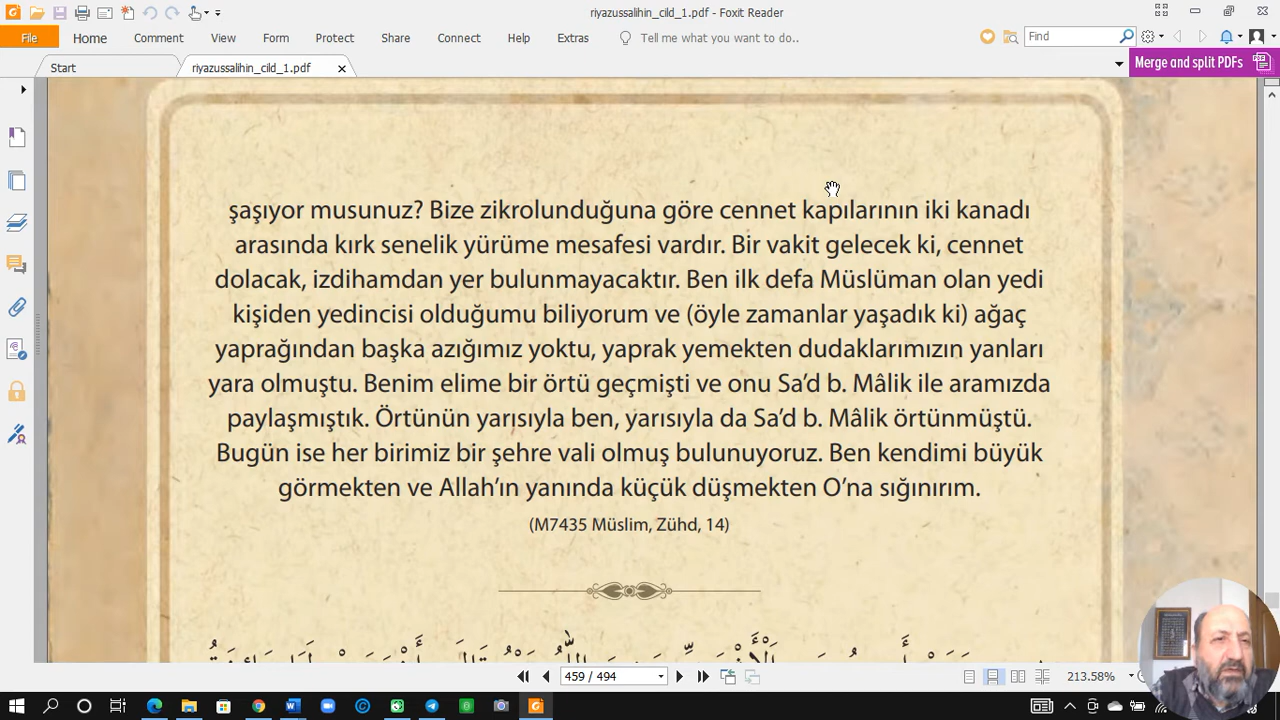 riyazussalihin_cild_1.pdf - Foxit Reader
File Home Comment View Form Protect Share Connect Help Extras Tell me what you want to do.. Find
Start riyazussalihin_cild_1.pdf Merge and split PDFs
şaşıyor musunuz? Bize zikrolunduğuna göre cennet kapılarının iki kanadı
arasında kırk senelik yürüme mesafesi vardır. Bir vakit gelecek ki, cennet
dolacak, izdihamdan yer bulunmayacaktır. Ben ilk defa Müslüman olan yedi
kişiden yedincisi olduğumu biliyorum ve (öyle zamanlar yaşadık ki) ağaç
yaprağından başka azığımız yoktu, yaprak yemekten dudaklarımızın yanları
yara olmuştu. Benim elime bir örtü geçmişti ve onu Sa’d b. Mâlik ile aramızda
paylaşmıştık. Örtünün yarısıyla ben, yarısıyla da Sa’d b. Mâlik örtünmüştü.
Bugün ise her birimiz bir şehre vali olmuş bulunuyoruz. Ben kendimi büyük
görmekten ve Allah’ın yanında küçük düşmekten O’na sığınırım.
(M7435 Müslim, Zühd, 14)
459 / 494 213.58%